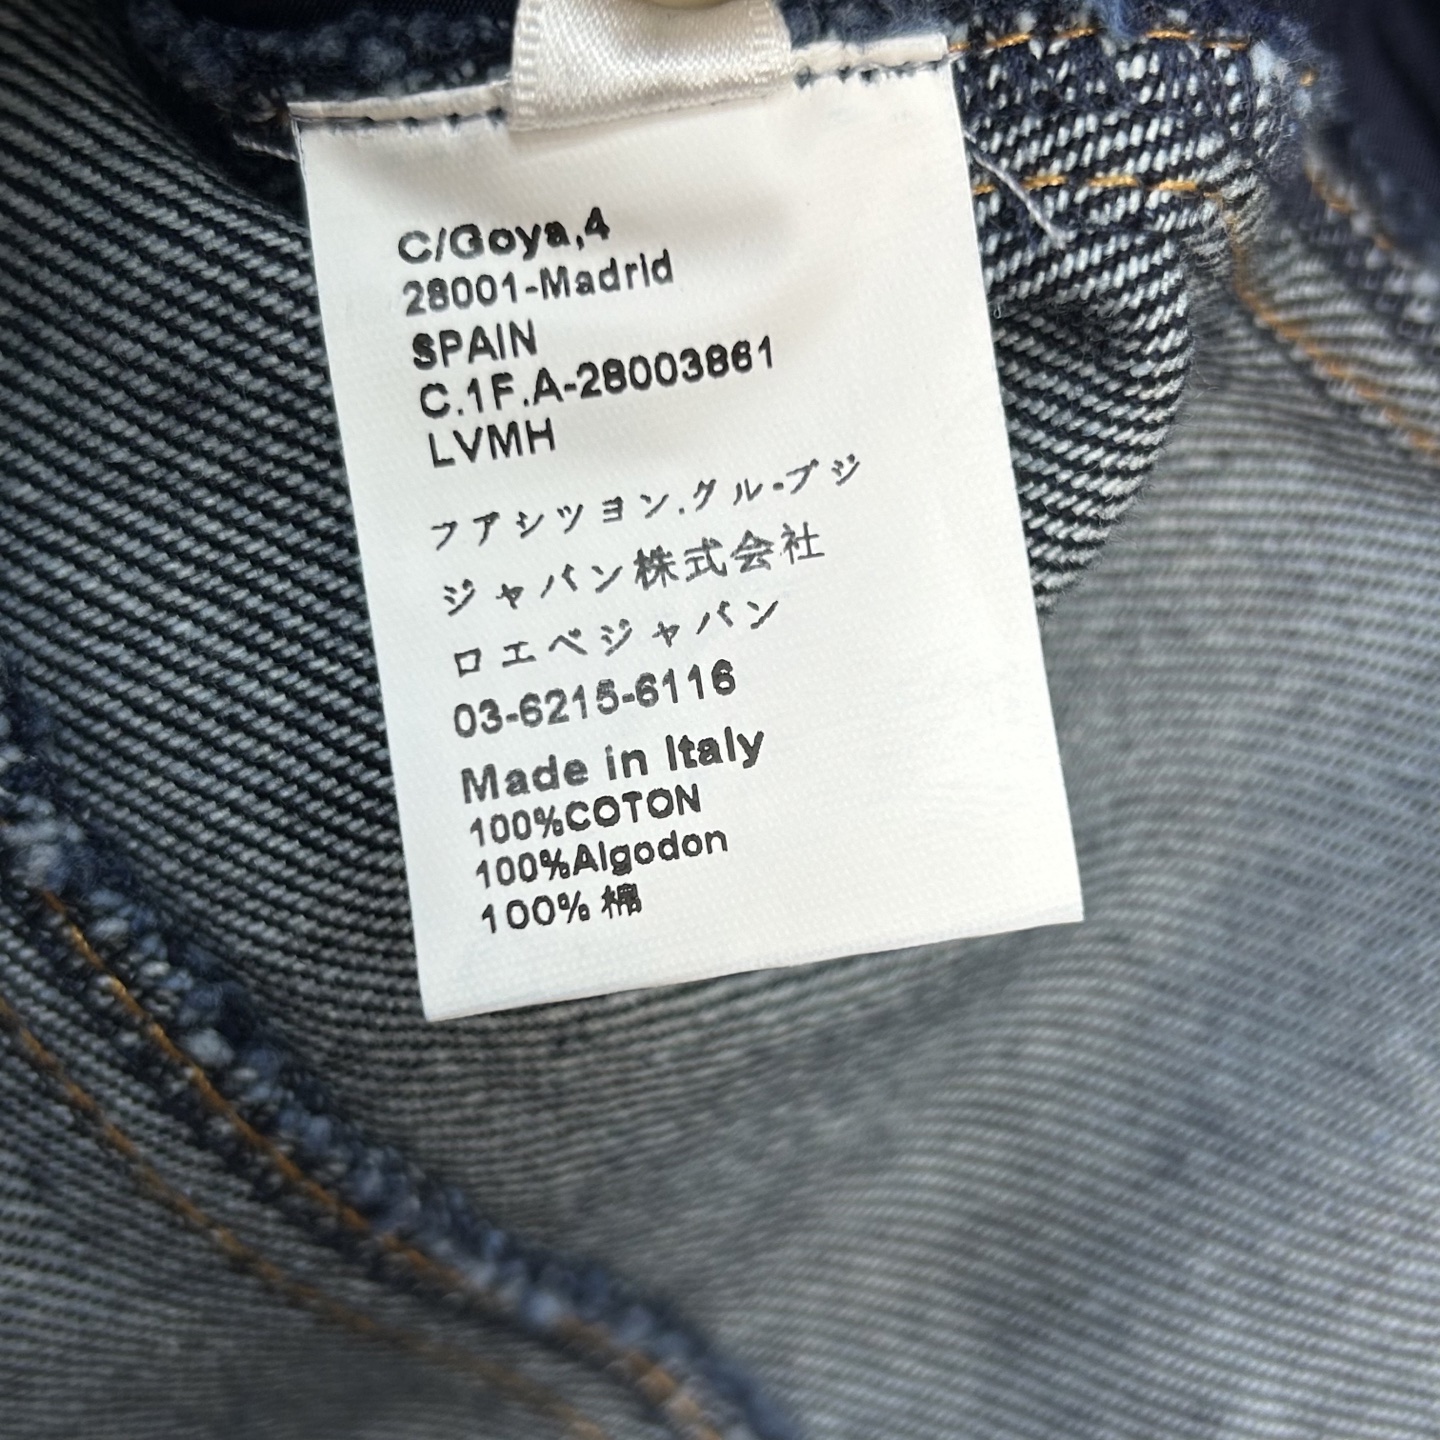 C/Goya,4
28001-Madrid
SPAIN
C.1F.A-28003861
LVMH
フアシツヨン.グル-プジ
ジャパン株式会社
ロエベジャパン
03-6215-6116
Made in Italy
100%COTON
100%Algodon
100% 棉